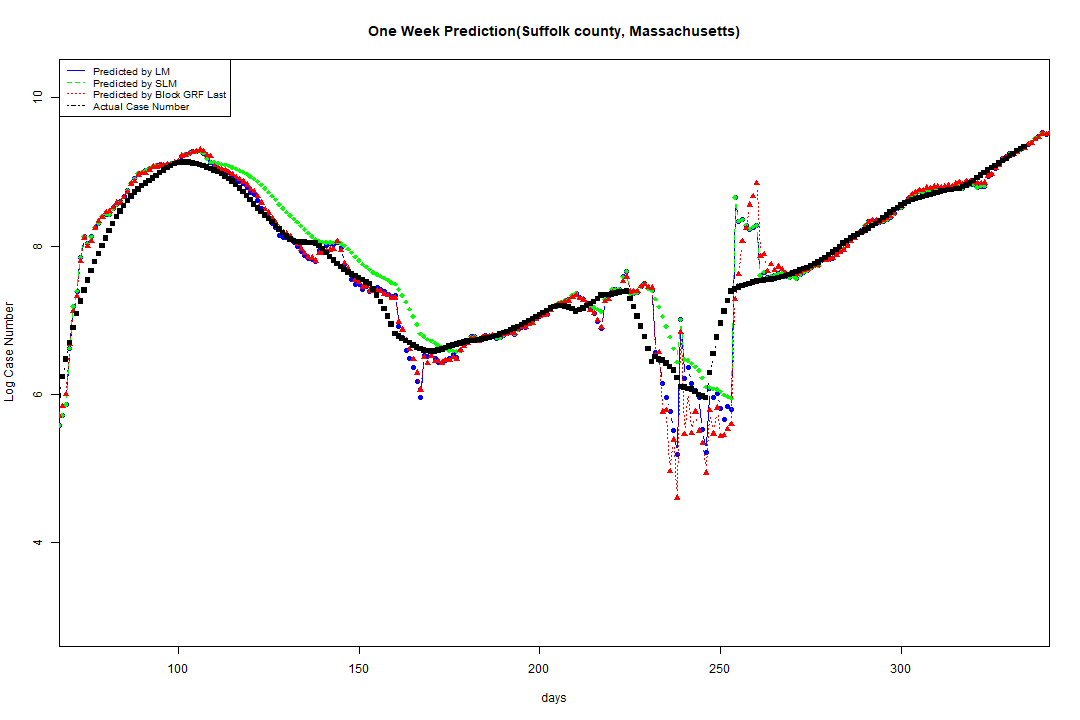 One Week Prediction(Suffolk county, Massachusetts)
Predicted by LM
Predicted by SLM
Predicted by Block GRF Last
Actual Case Number
10
8
6
4
Log Case Number
100
150
200
250
300
days